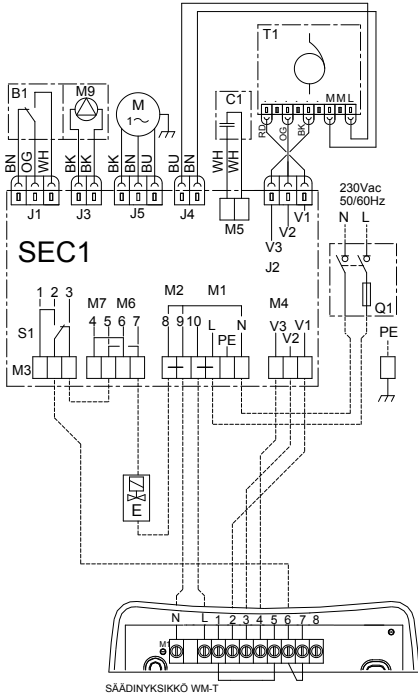 T1
B1
M9
M
1~
C1
M M L
RD
OG
BK
BN
OG
WH
BK
BK
BK
BN
BU
BU
BN
WH
WH
J1
J3
J5
J4
M5
V1
V2
V3
J2
230Vac
50/60Hz
N L
Q1
PE
SEC1
1 2 3
S1
M3
M7 M6
4 5 6 7
M2 M1
8 9 10 L
PE
N
M4
V3
V2
V1
E
N L 1 2 3 4 5 6 7 8
SÄÄDINYKSIKKÖ WM-T